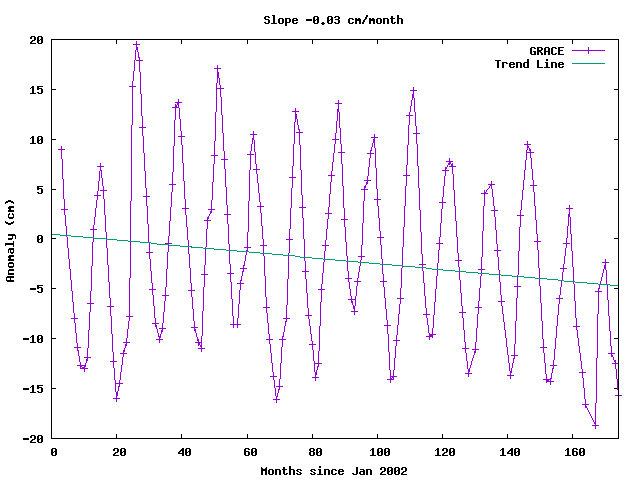 Slope -0.03 cm/month
GRACE
Trend Line
20
15
10
5
0
-5
-10
-15
-20
Anomaly (cm)
0 20 40 60 80 100 120 140 160
Months since Jan 2002